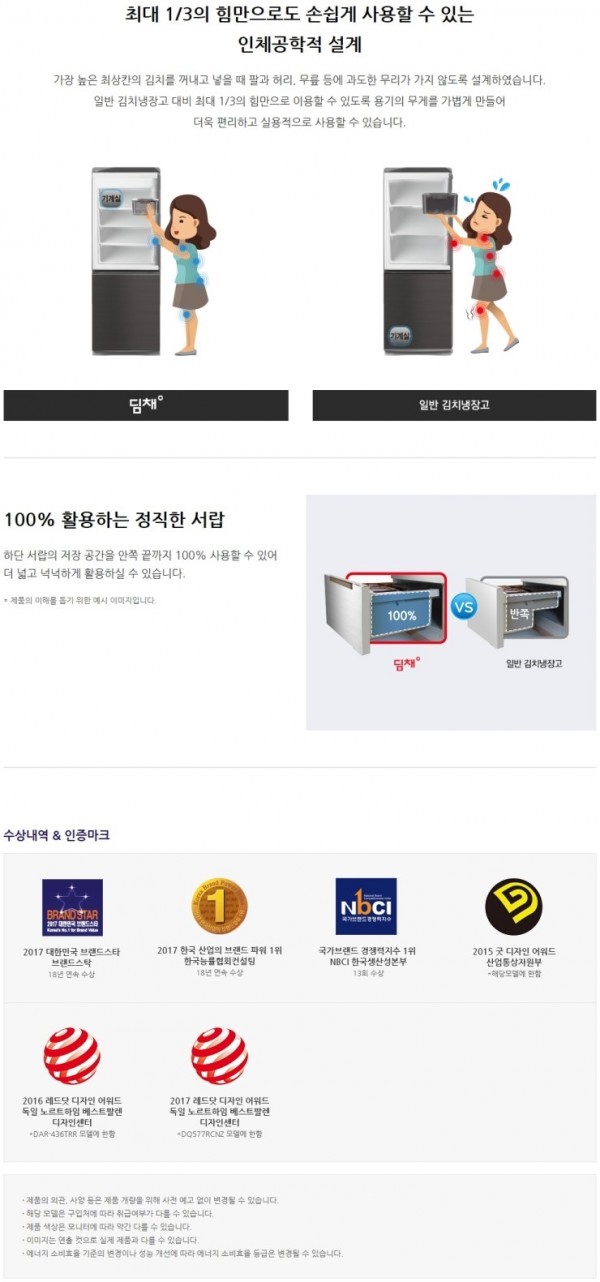 최대 1/3의 힘만으로도 손쉽게 사용할 수 있는
인체공학적 설계
가장 높은 최상칸의 김치를 꺼내고 넣을 때 팔과 허리, 무릎 등에 과도한 무리가 가지 않도록 설계하였습니다.
일반 김치냉장고 대비 최대 1/3의 힘만으로 이용할 수 있도록 용기의 무게를 가볍게 만들어
더욱 편리하고 실용적으로 사용할 수 있습니다.
기계실
기계실
딤채°
일반 김치냉장고
100% 활용하는 정직한 서랍
하단 서랍의 저장 공간을 안쪽 끝까지 100% 사용할 수 있어
더 넓고 넉넉하게 활용하실 수 있습니다.
* 제품의 이해를 돕기 위한 예시 이미지입니다.
100%
VS
반쪽
딤채°
일반 김치냉장고
수상내역 & 인증마크
BRAND STAR
2017 대한민국 브랜드스타
Korea's No.1 for Brand Value
1
NBCI
국가브랜드경쟁력지수
2017 대한민국 브랜드스타
브랜드스탁
18년 연속 수상
2017 한국 산업의 브랜드 파워 1위
한국능률협회컨설팅
18년 연속 수상
국가브랜드 경쟁력지수 1위
NBCI 한국생산성본부
13회 수상
2015 굿 디자인 어워드
산업통상자원부
*해당모델에 한함
2016 레드닷 디자인 어워드
독일 노르트하임 베스트팔렌
디자인센터
*DAR-436TRR 모델에 한함
2017 레드닷 디자인 어워드
독일 노르트하임 베스트팔렌
디자인센터
*DQ577RCNZ 모델에 한함
· 제품의 외관, 사양 등은 제품 개량을 위해 사전 예고 없이 변경될 수 있습니다.
· 해당 모델은 구입처에 따라 취급여부가 다를 수 있습니다.
· 제품 색상은 모니터에 따라 약간 다를 수 있습니다.
· 이미지는 연출 컷으로 실제 제품과 다를 수 있습니다.
· 에너지 소비효율 기준의 변경이나 성능 개선에 따라 에너지 소비효율 등급은 변경될 수 있습니다.